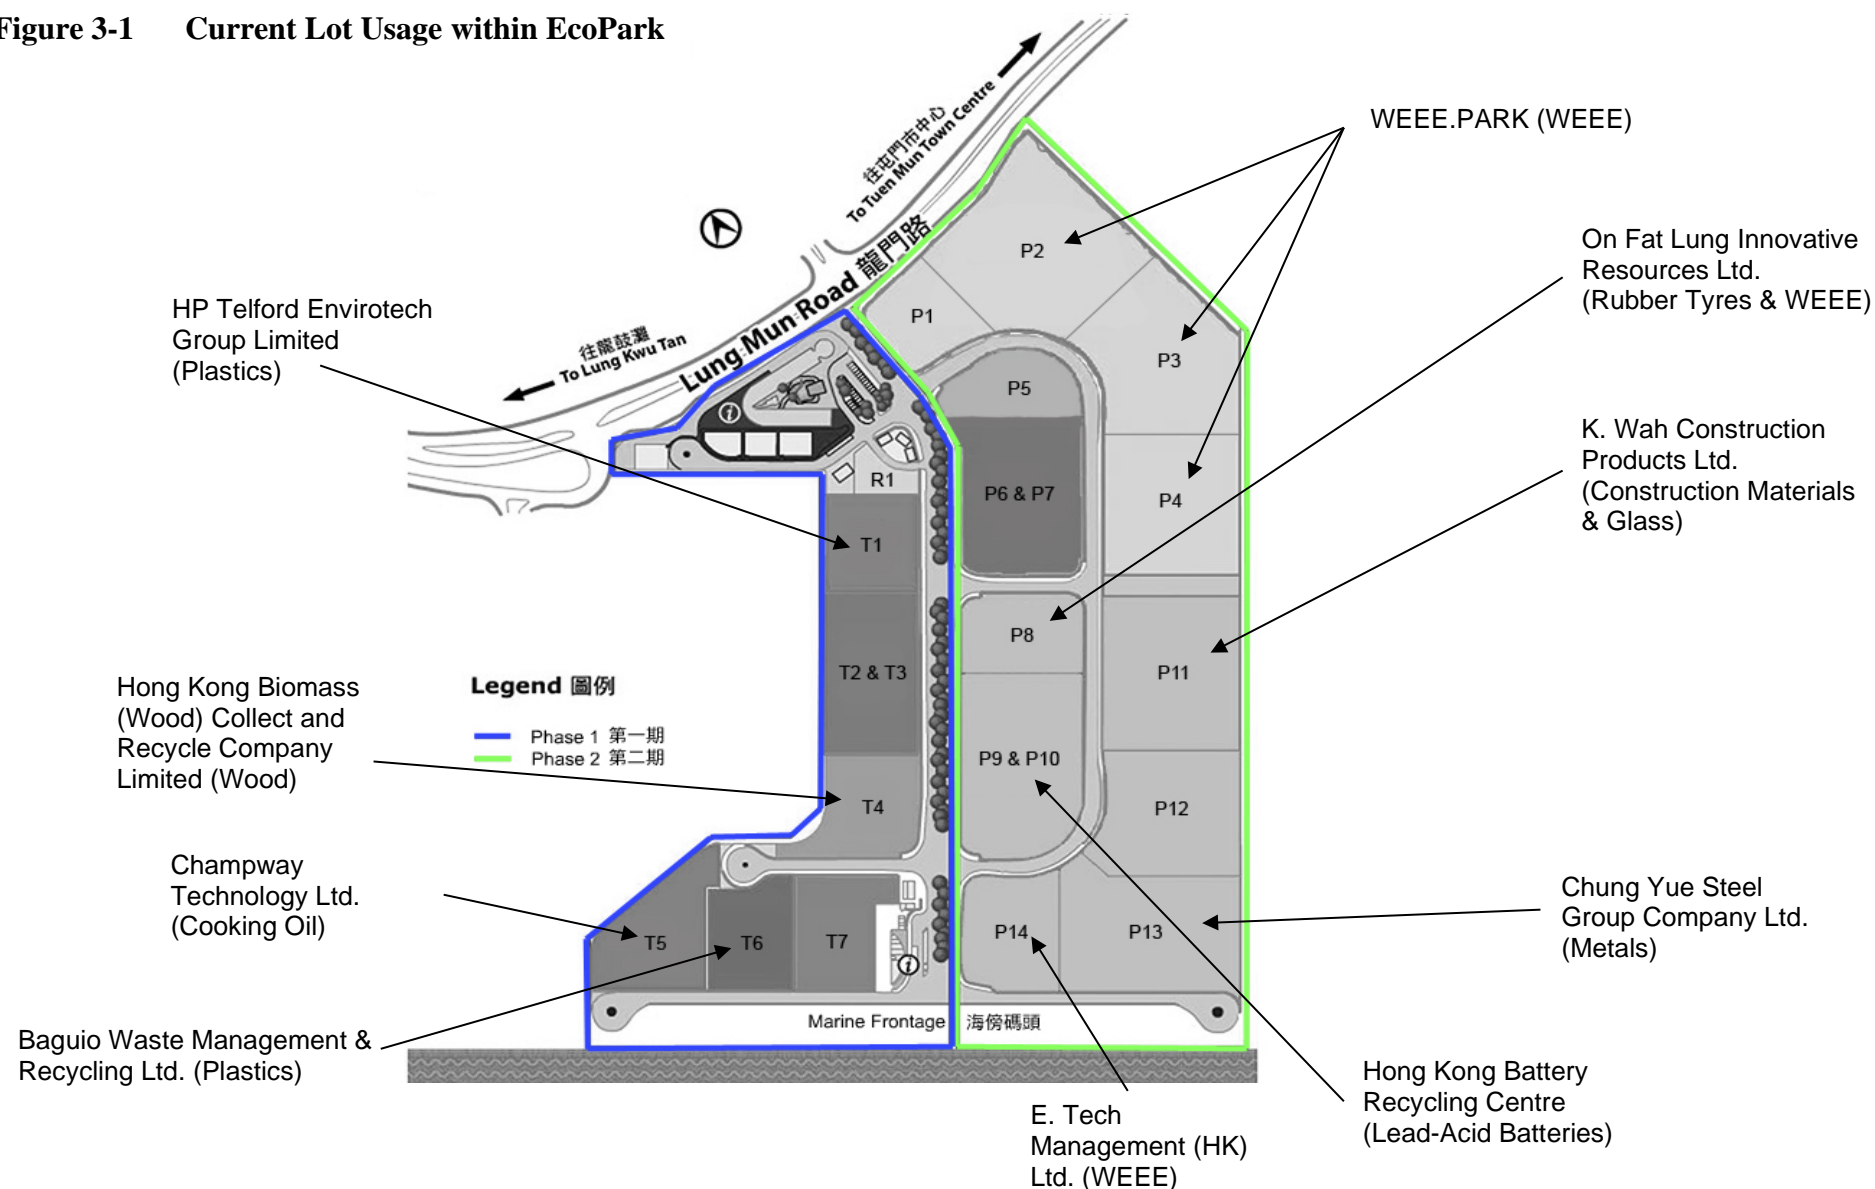 Figure 3-1 Current Lot Usage within EcoPark
往屯門市中心
To Tuen Mun Town Centre
WEEE.PARK (WEEE)
On Fat Lung Innovative
Resources Ltd.
(Rubber Tyres & WEEE)
HP Telford Envirotech
Group Limited
(Plastics)
往龍鼓灘
To Lung Kwu Tan
Lung Mun Road 龍門路
K. Wah Construction
Products Ltd.
(Construction Materials
& Glass)
P2
P1
P3
P5
P4
P6 & P7
R1
T1
P8
P11
T2 & T3
Hong Kong Biomass
(Wood) Collect and
Recycle Company
Limited (Wood)
Legend 圖例
Phase 1 第一期
Phase 2 第二期
P9 & P10
P12
T4
Champway
Technology Ltd.
(Cooking Oil)
Chung Yue Steel
Group Company Ltd.
(Metals)
T5
T6
T7
i
i
P14
P13
Marine Frontage 海傍碼頭
Baguio Waste Management &
Recycling Ltd. (Plastics)
E. Tech
Management (HK)
Ltd. (WEEE)
Hong Kong Battery
Recycling Centre
(Lead-Acid Batteries)